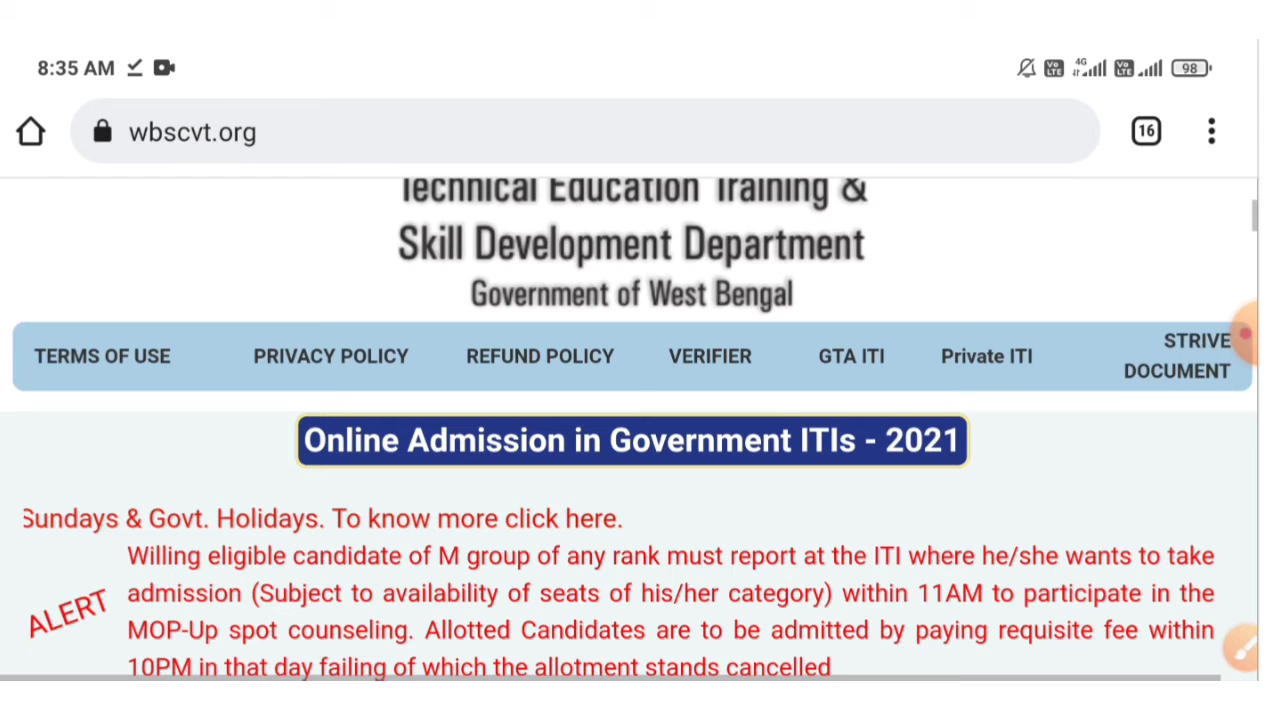 8:35 AM
4G
98
wbscvt.org
16
Technical Education Training &
Skill Development Department
Government of West Bengal
TERMS OF USE
PRIVACY POLICY
REFUND POLICY
VERIFIER
GTA ITI
Private ITI
STRIVE
DOCUMENT
Online Admission in Government ITIs - 2021
Sundays & Govt. Holidays. To know more click here.
ALERT
Willing eligible candidate of M group of any rank must report at the ITI where he/she wants to take
admission (Subject to availability of seats of his/her category) within 11AM to participate in the
MOP-Up spot counseling. Allotted Candidates are to be admitted by paying requisite fee within
10PM in that day failing of which the allotment stands cancelled